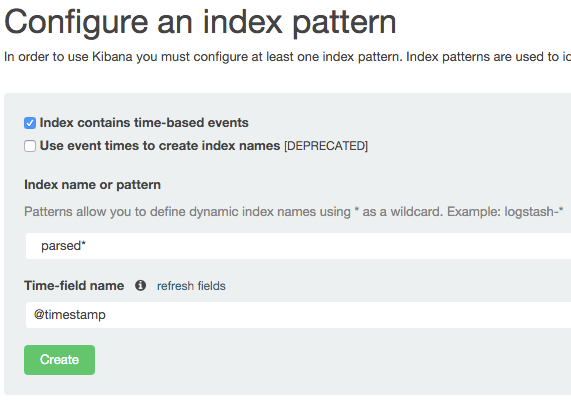 Configure an index pattern
In order to use Kibana you must configure at least one index pattern. Index patterns are used to
Index contains time-based events
Use event times to create index names [DEPRECATED]
Index name or pattern
Patterns allow you to define dynamic index names using * as a wildcard. Example: logstash-*
parsed*
Time-field name refresh fields
@timestamp
Create